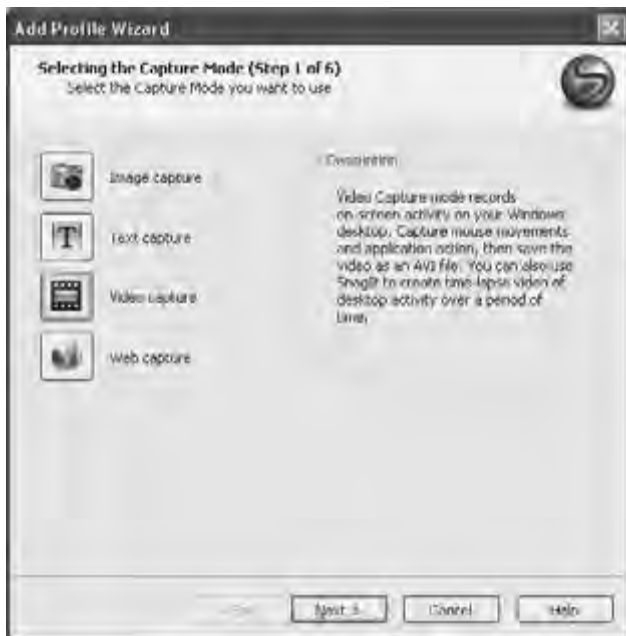 Add Profile Wizard
Selecting the Capture Mode (Step 1 of 6)
Select the Capture Mode you want to use
Image capture
Text capture
Video capture
Web capture
Description
Video Capture mode records
on-screen activity on your Windows
desktop. Capture mouse movements
and application action, then save the
video as an AVI file. You can also use
SnagIt to create time-lapse video of
desktop activity over a period of
time.
Next >
Cancel
Help